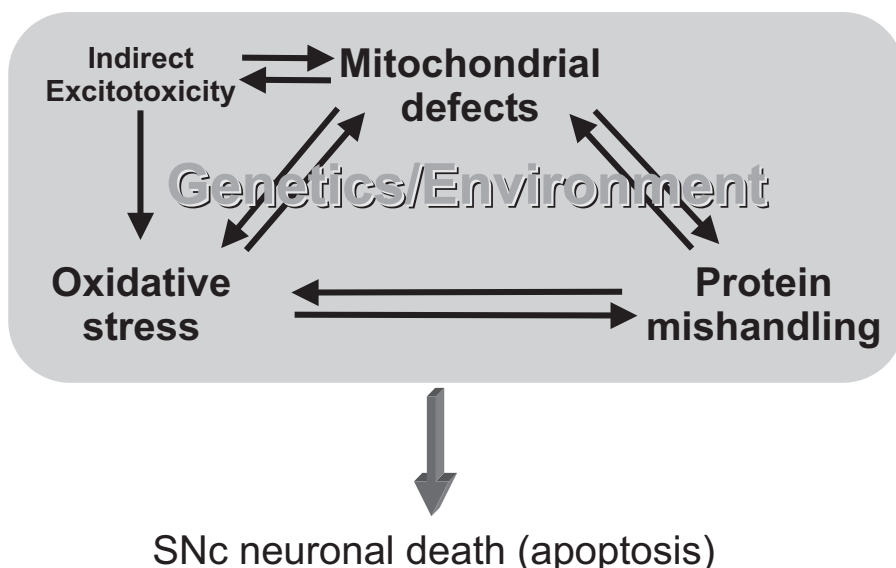 Indirect
Excitotoxicity
Mitochondrial
defects
Genetics/Environment
Oxidative
stress
Protein
mishandling
SNc neuronal death (apoptosis)